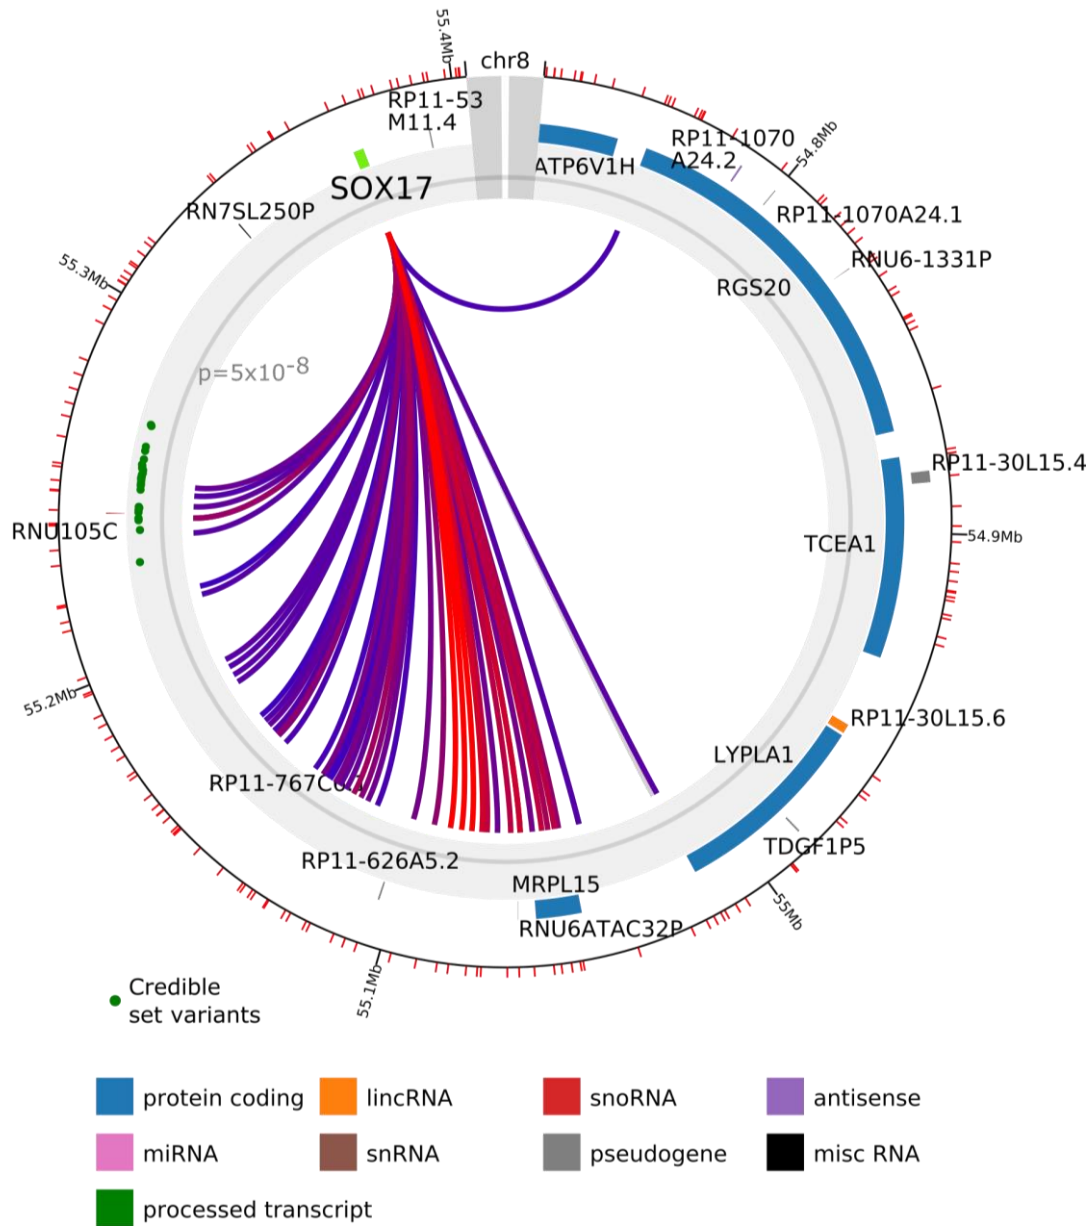 chr8
55.4Mb
RP11-53
M11.4
ATP6V1H
RP11-1070
A24.2
54.8Mb
SOX17
RN7SL250P
RP11-1070A24.1
RNU6-1331P
55.3Mb
RGS20
p=5x10-8
RP11-30L15.4
RNU105C
TCEA1
54.9Mb
55.2Mb
RP11-30L15.6
LYPLA1
RP11-767C
TDGF1P5
RP11-626A5.2
MRPL15
RNU6ATAC32P
55Mb
55.1Mb
Credible
set variants
protein coding
lincRNA
snoRNA
antisense
miRNA
snRNA
pseudogene
misc RNA
processed transcript